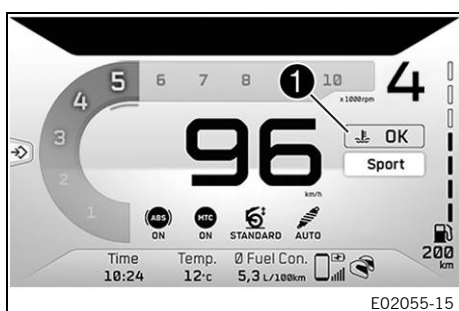 5 6 7 8 10 4
4
x1000rpm
1
3
OK
96
Sport
2
km/h
1
ABS MTC
ON ON STANDARD AUTO
Time Temp. Ø Fuel Con.
10:24 12°c 5,3 L/100km
200
km
E02055-15